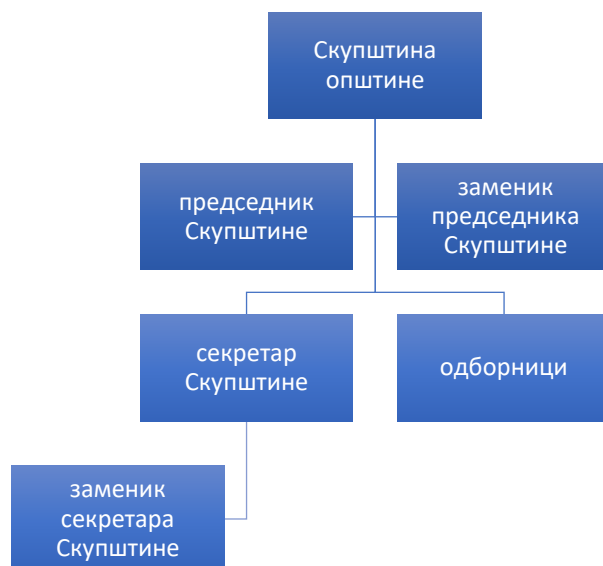 Скупштина
општине
председник
Скупштине
заменик
председника
Скупштине
секретар
Скупштине
одборници
заменик
секретара
Скупштине